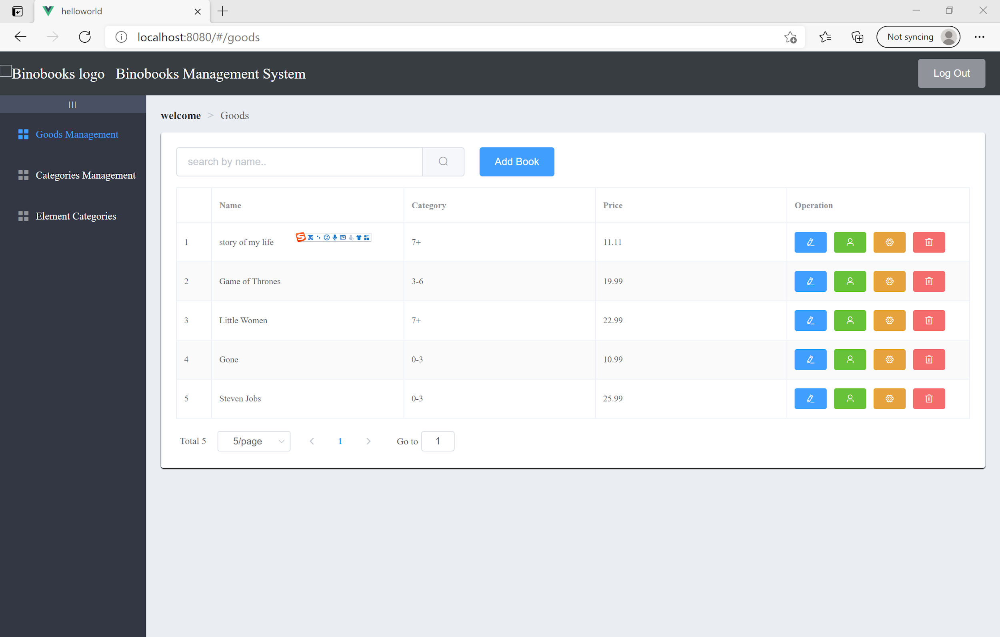 helloworld
localhost:8080/#/goods
Not syncing
Binobooks logo Binobooks Management System
Log Out
|||
welcome > Goods
Goods Management
Categories Management
Element Categories
search by name..
Add Book
Name Category Price Operation
1 story of my life 英 7+ 11.11
2 Game of Thrones 3-6 19.99
3 Little Women 7+ 22.99
4 Gone 0-3 10.99
5 Steven Jobs 0-3 25.99
Total 5 5/page 1 Go to 1